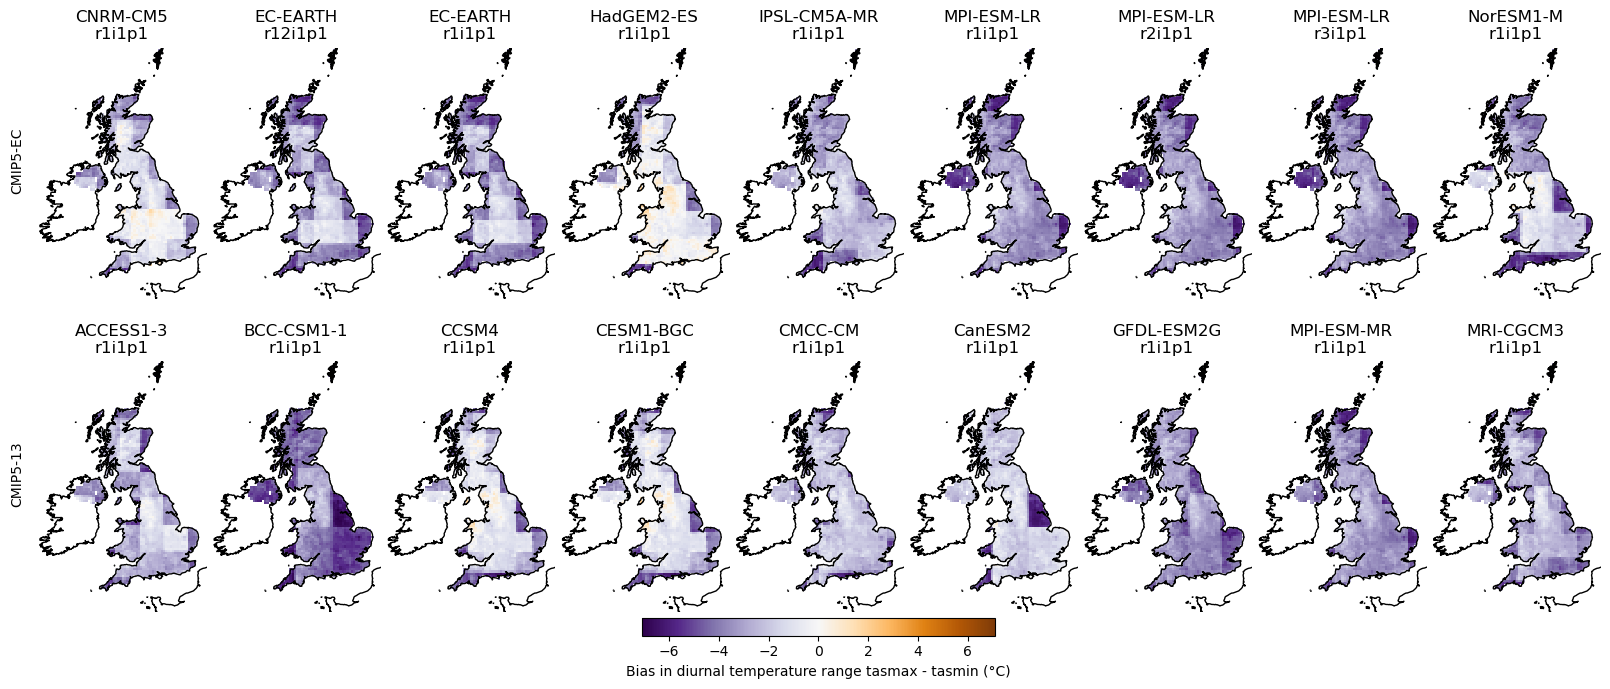 CNRM-CM5
r1i1p1
EC-EARTH
r12i1p1
EC-EARTH
r1i1p1
HadGEM2-ES
r1i1p1
IPSL-CM5A-MR
r1i1p1
MPI-ESM-LR
r1i1p1
MPI-ESM-LR
r2i1p1
MPI-ESM-LR
r3i1p1
NorESM1-M
r1i1p1
CMIP5-EC
ACCESS1-3
r1i1p1
BCC-CSM1-1
r1i1p1
CCSM4
r1i1p1
CESM1-BGC
r1i1p1
CMCC-CM
r1i1p1
CanESM2
r1i1p1
GFDL-ESM2G
r1i1p1
MPI-ESM-MR
r1i1p1
MRI-CGCM3
r1i1p1
CMIP5-13
−6 −4 −2 0 2 4 6
Bias in diurnal temperature range tasmax - tasmin (°C)